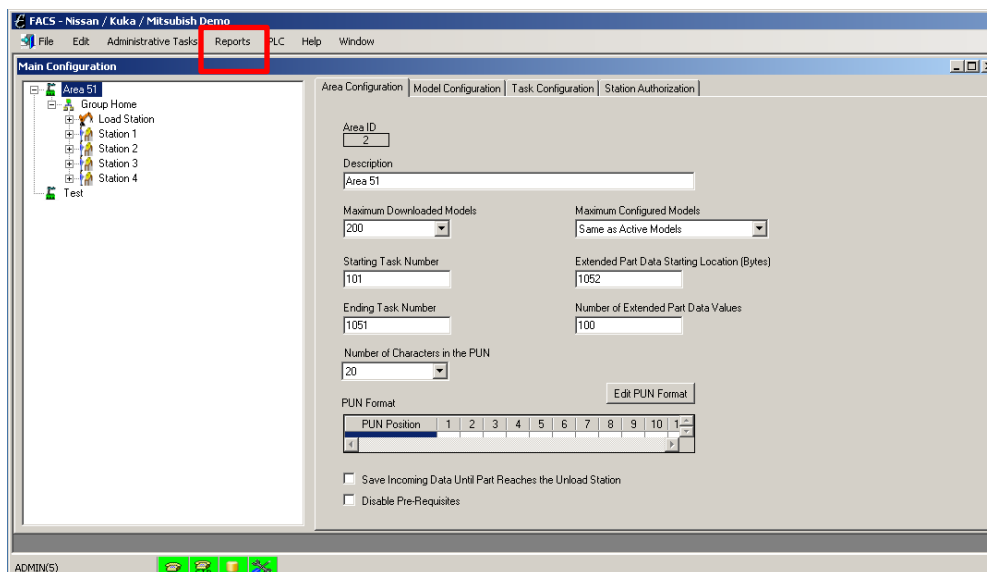 FACS - Nissan / Kuka / Mitsubish Demo
File Edit Administrative Tasks Reports PLC Help Window
Main Configuration
Area 51
Group Home
Load Station
Station 1
Station 2
Station 3
Station 4
Test
Area Configuration Model Configuration Task Configuration Station Authorization
Area ID
2
Description
Area 51
Maximum Downloaded Models Maximum Configured Models
200 Same as Active Models
Starting Task Number Extended Part Data Starting Location (Bytes)
101 1052
Ending Task Number Number of Extended Part Data Values
1051 100
Number of Characters in the PUN
20
Edit PUN Format
PUN Format
PUN Position 1 2 3 4 5 6 7 8 9 10 1
Save Incoming Data Until Part Reaches the Unload Station
Disable Pre-Requisites
ADMIN(5)